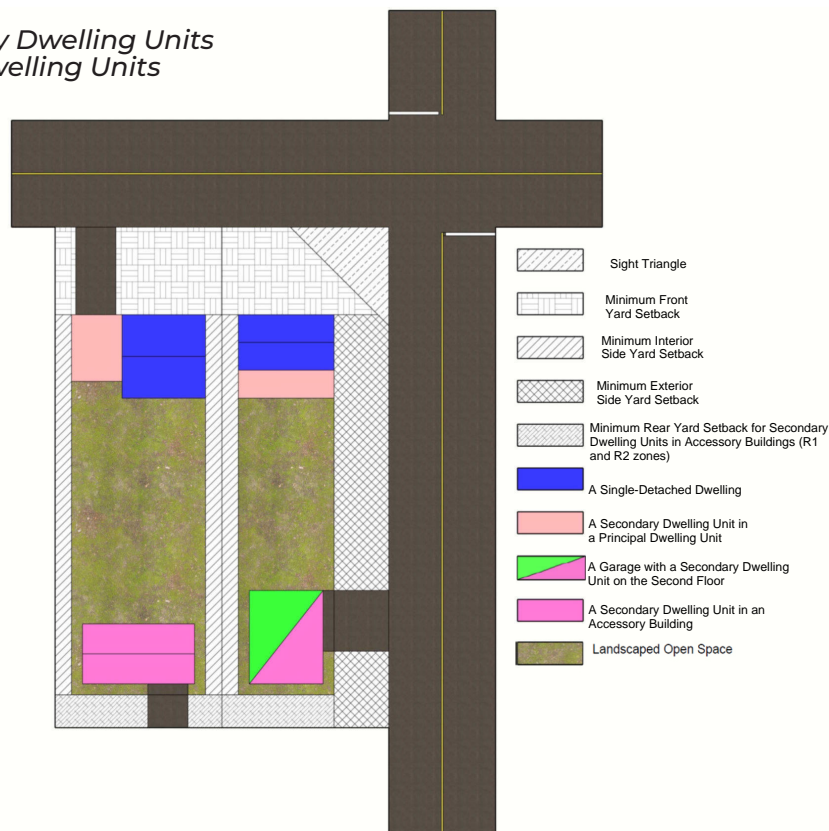 y Dwelling Units
welling Units
Sight Triangle
Minimum Front
Yard Setback
Minimum Interior
Side Yard Setback
Minimum Exterior
Side Yard Setback
Minimum Rear Yard Setback for Secondary
Dwelling Units in Accessory Buildings (R1
and R2 zones)
A Single-Detached Dwelling
A Secondary Dwelling Unit in
a Principal Dwelling Unit
A Garage with a Secondary Dwelling
Unit on the Second Floor
A Secondary Dwelling Unit in an
Accessory Building
Landscaped Open Space